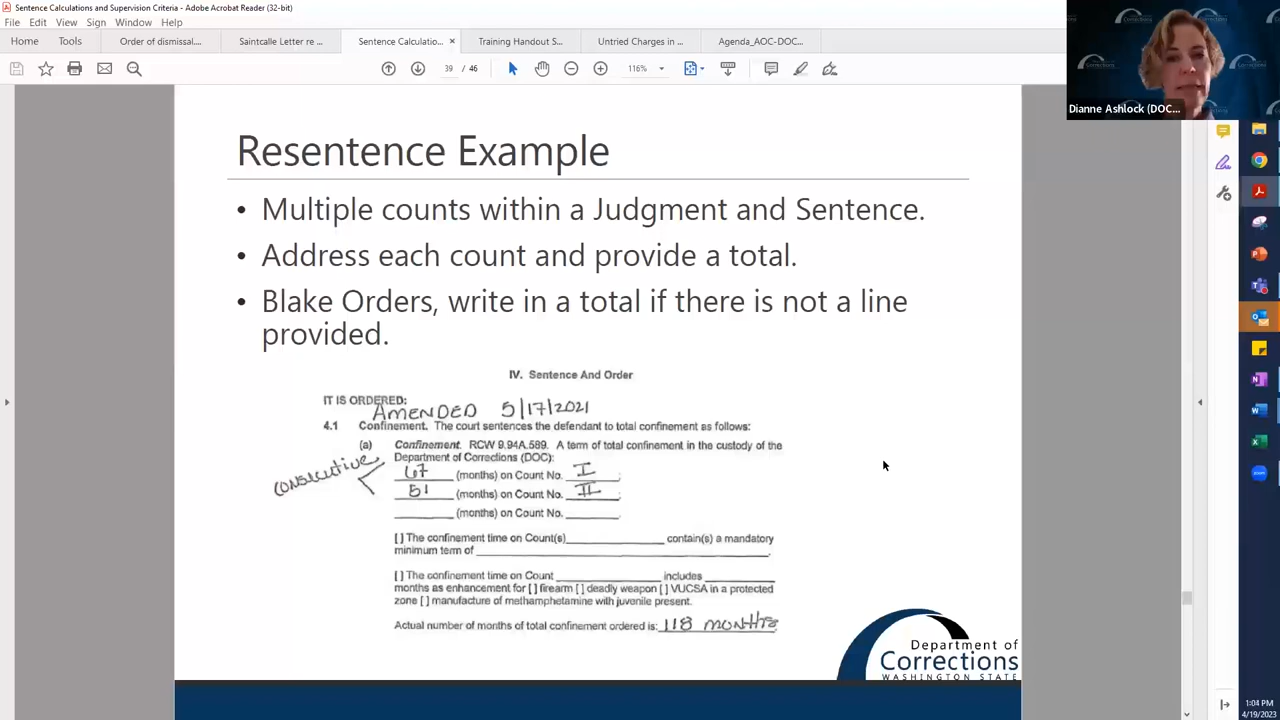 Sentence Calculations and Supervision Criteria - Adobe Acrobat Reader (32-bit)
File Edit View Sign Window Help
Home Tools Order of dismissal.... Saintcalle Letter re ... Sentence Calculatio... × Training Handout S... Untried Charges in ... Agenda_AOC-DOC...
39 / 46 116%
Dianne Ashlock (DOC...
Resentence Example
• Multiple counts within a Judgment and Sentence.
• Address each count and provide a total.
• Blake Orders, write in a total if there is not a line
provided.
IV. Sentence And Order
IT IS ORDERED:
AMENDED 5/17/2021
4.1 Confinement. The court sentences the defendant to total confinement as follows:
(a) Confinement. RCW 9.94A.589. A term of total confinement in the custody of the
Department of Corrections (DOC):
consecutive
67 (months) on Count No. I ;
51 (months) on Count No. II ;
(months) on Count No.
[ ] The confinement time on Count(s) contain(s) a mandatory
minimum term of .
[ ] The confinement time on Count includes
months as enhancement for [ ] firearm [ ] deadly weapon [ ] VUCSA in a protected
zone [ ] manufacture of methamphetamine with juvenile present.
Actual number of months of total confinement ordered is: 118 MONTHS
Department of
Corrections
WASHINGTON STATE
1:04 PM
4/19/2023